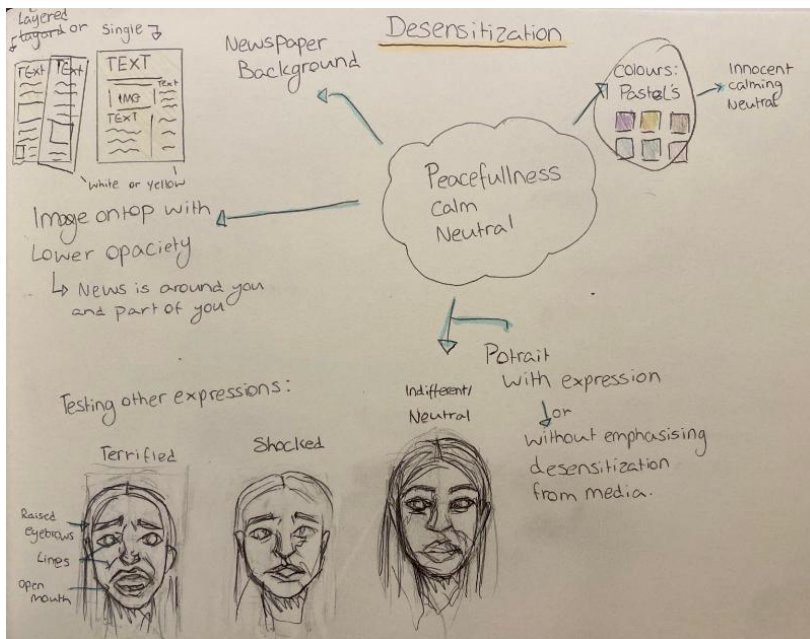 Desensitization
Layered
layout or
Single
TEXT
TEXT
TEXT
IMG
Text
TEXT
white or yellow
Newspaper
Background
Colours:
Pastel's
Innocent
calming
Neutral
Peacefullness
Calm
Neutral
Image ontop with
Lower opaciety
↳ News is around you
and part of you
Potrait
with expression
or
without emphasising
desensitization
from media.
Testing other expressions:
Terrified
Shocked
Indifferent/
Neutral
Raised
eyebrows
Lines
Open
mouth